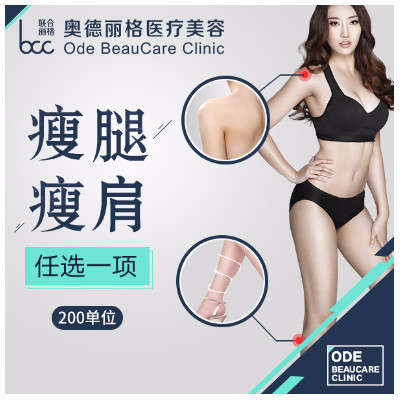 联合
丽格
bcc
奥德丽格医疗美容
Ode BeauCare Clinic
瘦腿
瘦肩
任选一项
200单位
ODE
BEAUCARE
CLINIC